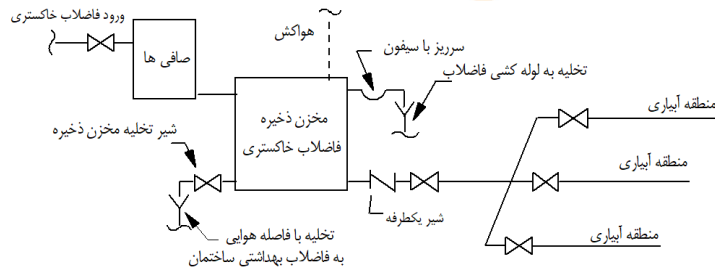 ورود فاضلاب خاکستری
صافی ها
هواکش
سرریز با سیفون
تخلیه به لوله کشی فاضلاب
مخزن ذخیره
فاضلاب خاکستری
منطقه آبیاری
شیر تخلیه مخزن ذخیره
منطقه آبیاری
شیر یکطرفه
منطقه آبیاری
تخلیه با فاصله هوایی
به فاضلاب بهداشتی ساختمان